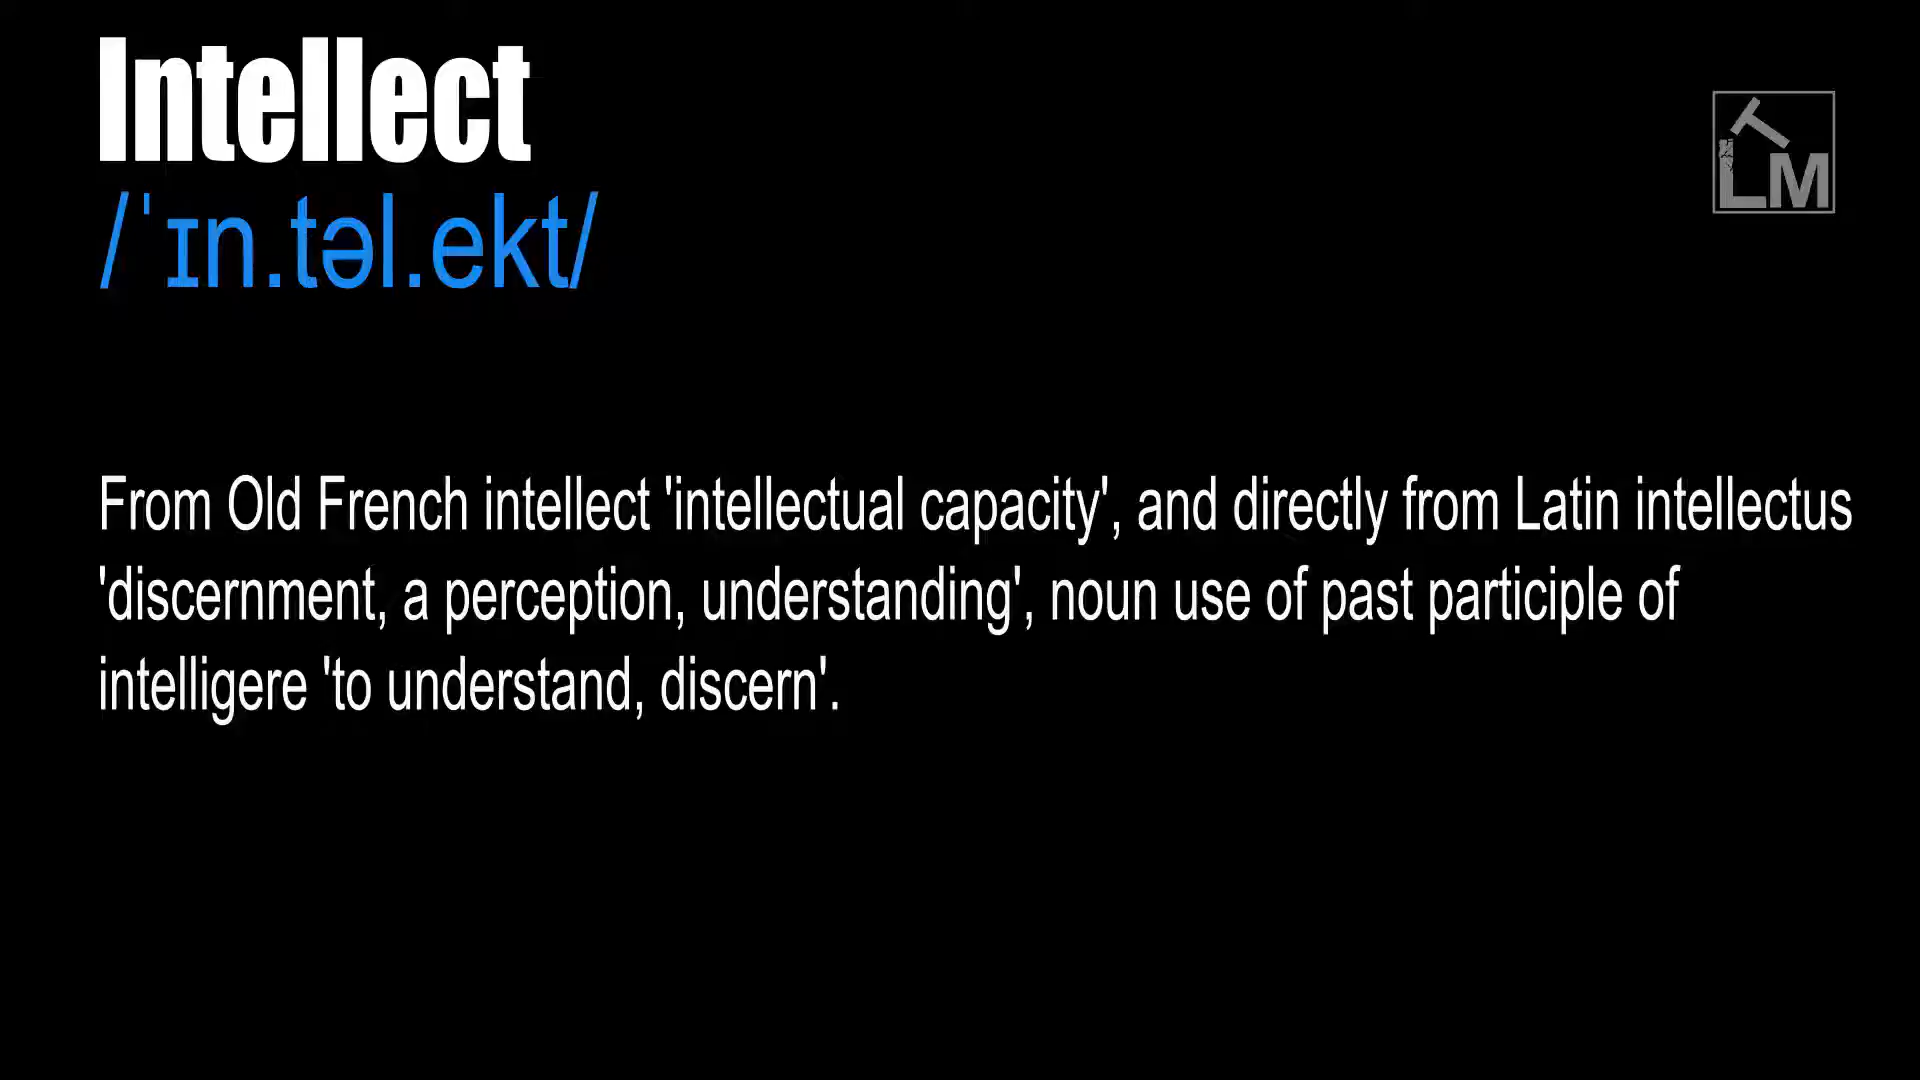 Intellect
/ˈɪn.təl.ekt/
LTM
From Old French intellect 'intellectual capacity', and directly from Latin intellectus
'discernment, a perception, understanding', noun use of past participle of
intelligere 'to understand, discern'.